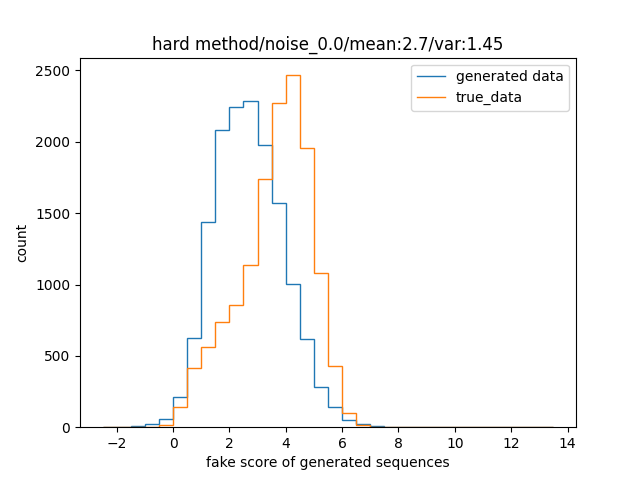 hard method/noise_0.0/mean:2.7/var:1.45
generated data
true_data
2500
2000
1500
1000
500
0
count
−2 0 2 4 6 8 10 12 14
fake score of generated sequences